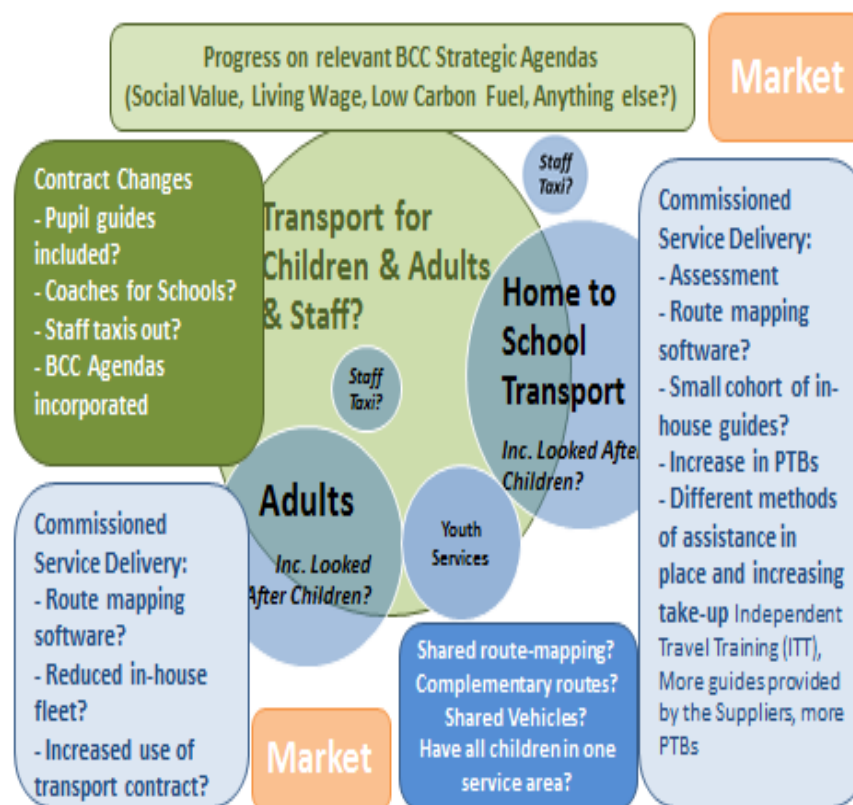 Progress on relevant BCC Strategic Agendas
(Social Value, Living Wage, Low Carbon Fuel, Anything else?)
Market
Contract Changes
- Pupil guides
included?
- Coaches for Schools?
- Staff taxis out?
- BCC Agendas
incorporated
Transport for
Children & Adults
& Staff?
Staff
Taxi?
Home to
School
Transport
Inc. Looked After
Children?
Staff
Taxi?
Adults
Inc. Looked
After Children?
Youth
Services
Commissioned
Service Delivery:
- Assessment
- Route mapping
software?
- Small cohort of in-
house guides?
- Increase in PTBs
- Different methods
of assistance in
place and increasing
take-up Independent
Travel Training (ITT),
More guides provided
by the Suppliers, more
PTBs
Commissioned
Service Delivery:
- Route mapping
software?
- Reduced in-house
fleet?
- Increased use of
transport contract?
Market
Shared route-mapping?
Complementary routes?
Shared Vehicles?
Have all children in one
service area?